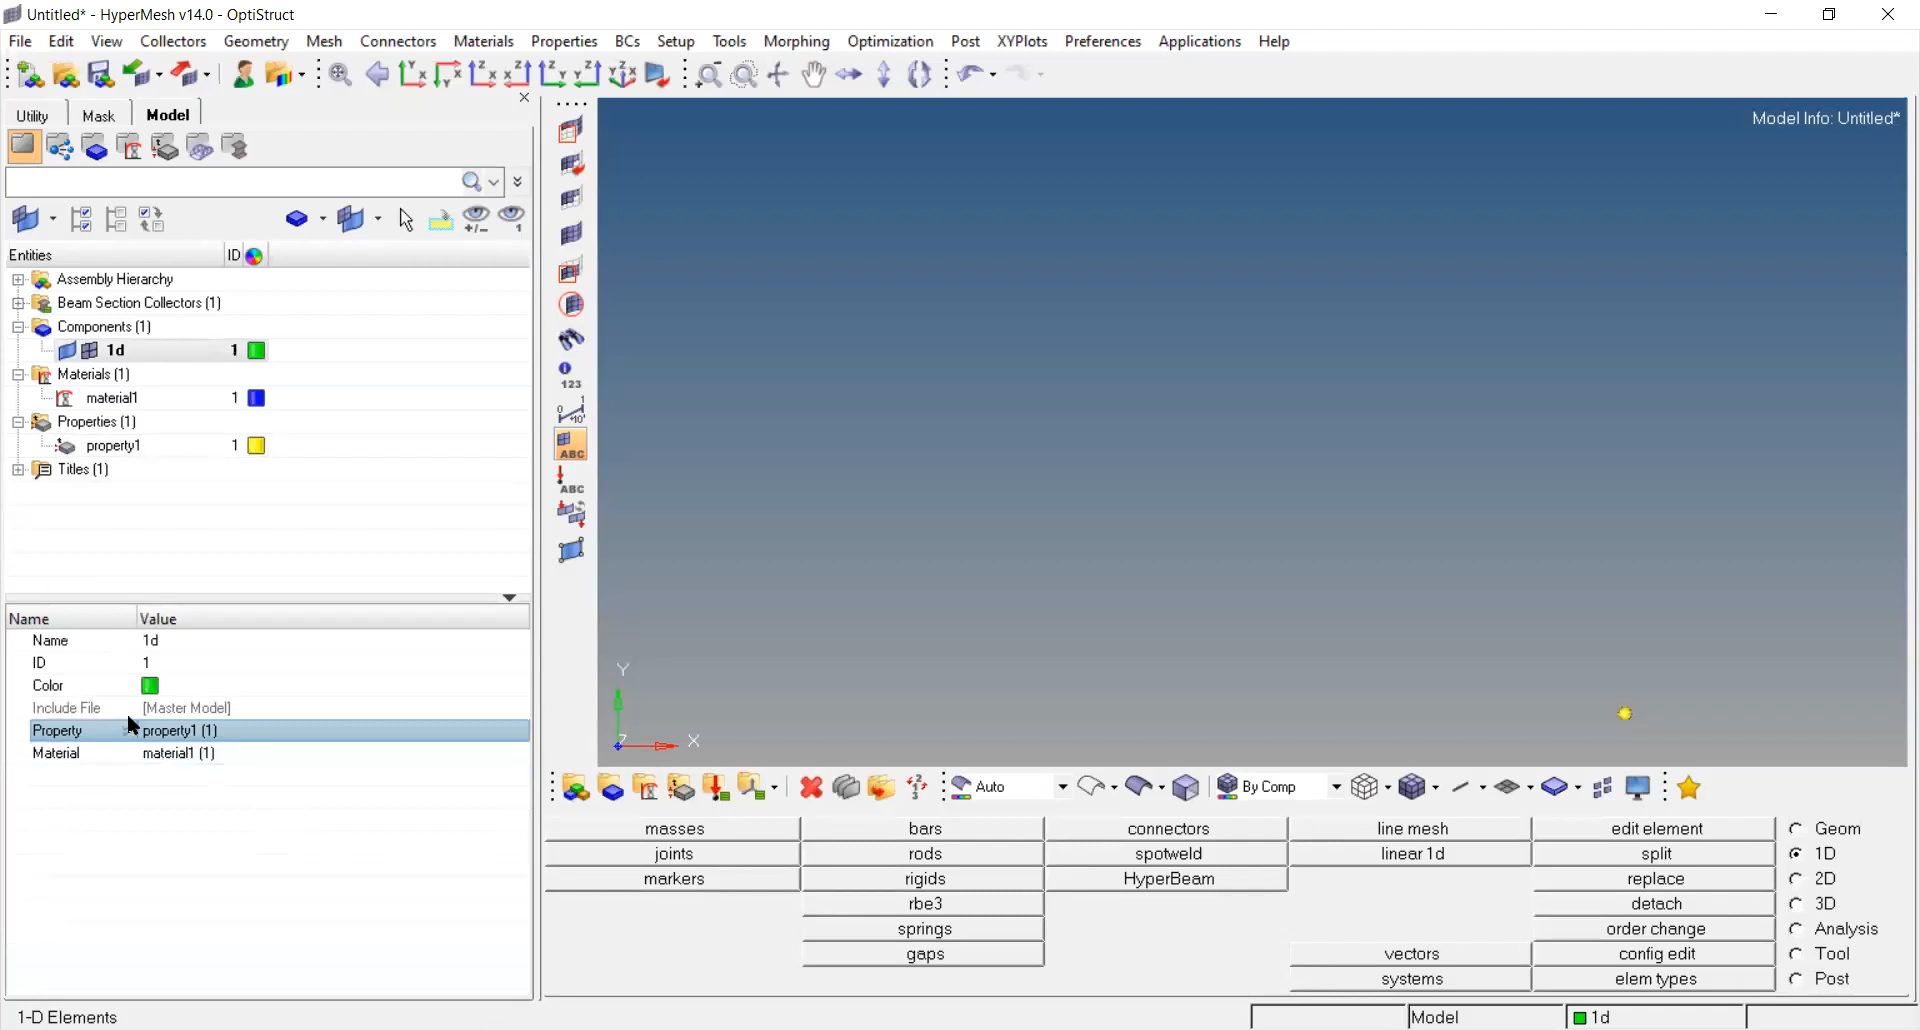 Untitled* - HyperMesh v14.0 - OptiStruct
File Edit View Collectors Geometry Mesh Connectors Materials Properties BCs Setup Tools Morphing Optimization Post XYPlots Preferences Applications Help
Utility Mask Model
Model Info: Untitled*
Entities ID
Assembly Hierarchy
Beam Section Collectors (1)
Components (1)
1d 1
Materials (1)
material1 1
Properties (1)
property1 1
Titles (1)
123
ABC
ABC
Name Value
Name 1d
ID 1
Color
Include File [Master Model]
Property property1 (1)
Material material1 (1)
Y
Z X
Auto By Comp
masses bars connectors line mesh edit element Geom
joints rods spotweld linear 1d split 1D
markers rigids HyperBeam replace 2D
rbe3 detach 3D
springs order change Analysis
gaps vectors config edit Tool
systems elem types Post
1-D Elements Model 1d